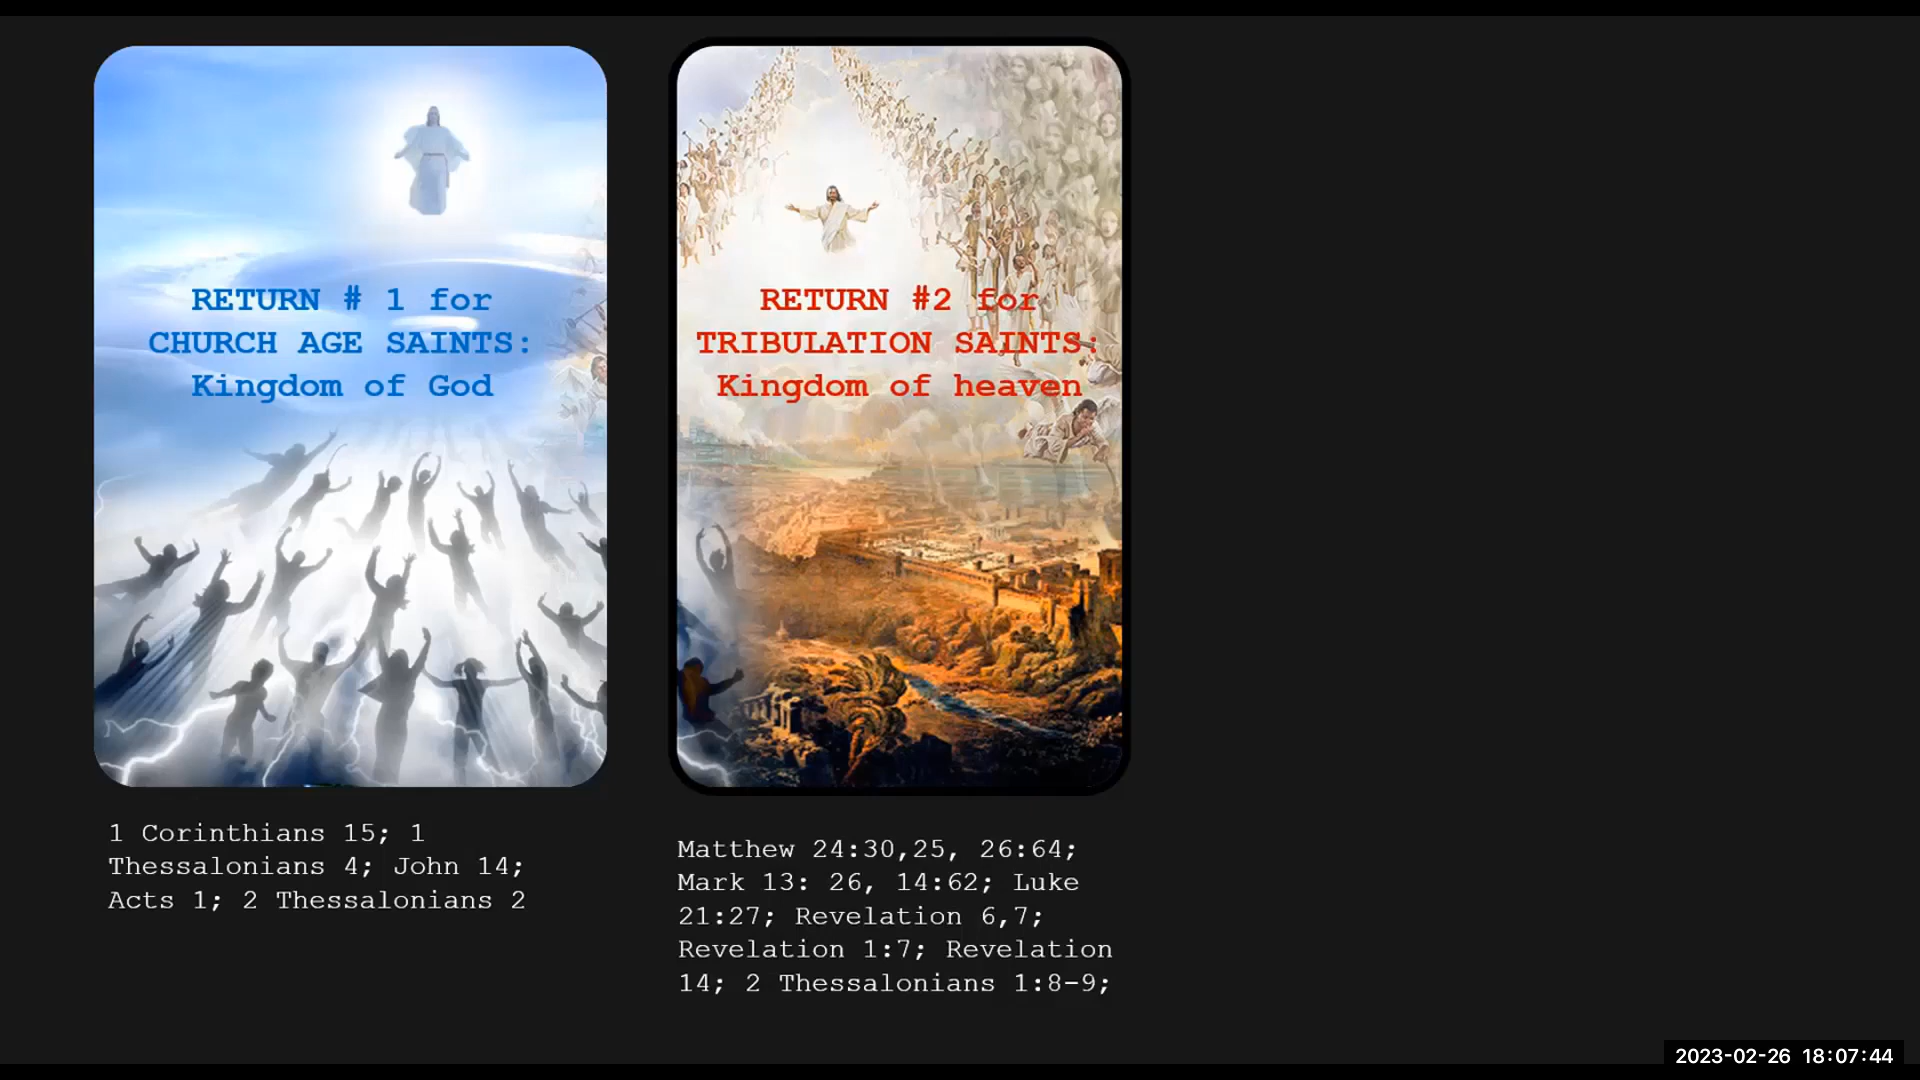 RETURN # 1 for
CHURCH AGE SAINTS:
Kingdom of God
RETURN #2 for
TRIBULATION SAINTS:
Kingdom of heaven
1 Corinthians 15; 1
Thessalonians 4; John 14;
Acts 1; 2 Thessalonians 2
Matthew 24:30,25, 26:64;
Mark 13: 26, 14:62; Luke
21:27; Revelation 6,7;
Revelation 1:7; Revelation
14; 2 Thessalonians 1:8-9;
2023-02-26 18:07:44